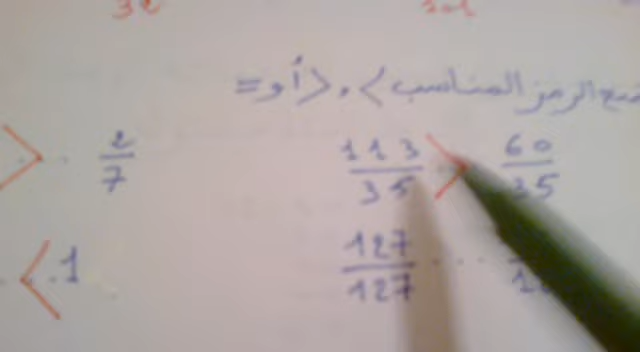 ضع الرمز المناسب > , < أو =
> 2/7 113/35 > 60/35
< 1 127/127